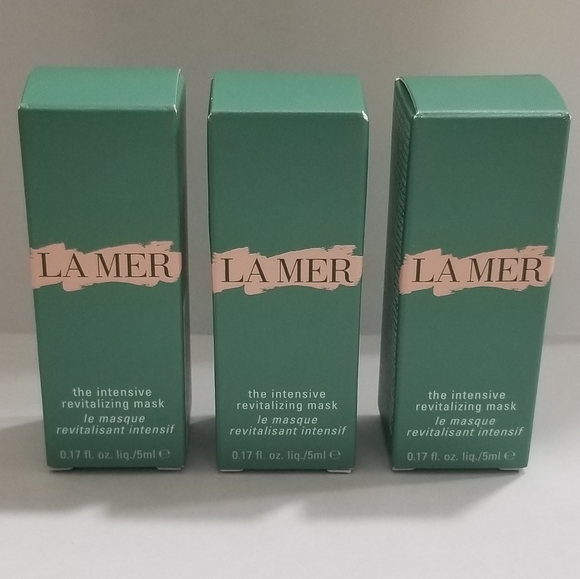 LA MER
the intensive
revitalizing mask
le masque
revitalisant intensif
0.17 fl. oz. liq./5ml ℮
LA MER
the intensive
revitalizing mask
le masque
revitalisant intensif
0.17 fl. oz. liq./5ml ℮
LA MER
the intensive
revitalizing mask
le masque
revitalisant intensif
0.17 fl. oz. liq./5ml ℮